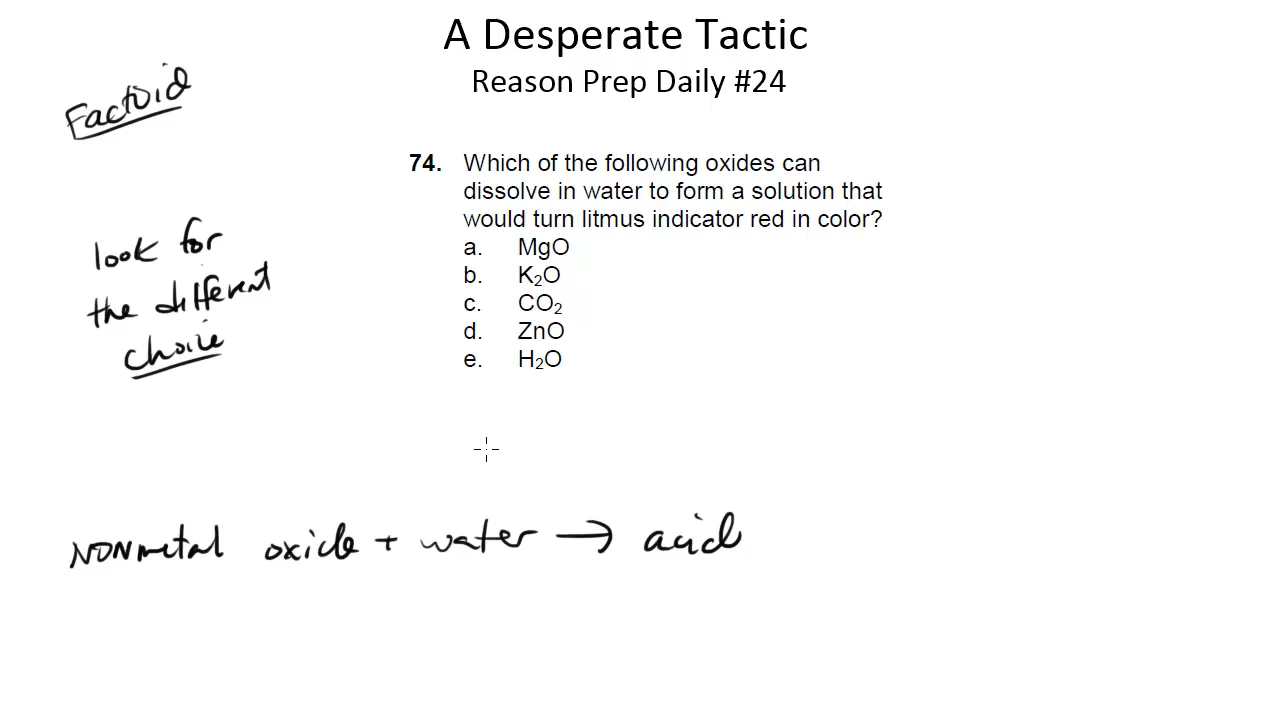 A Desperate Tactic
Reason Prep Daily #24
Factoid
74. Which of the following oxides can
dissolve in water to form a solution that
would turn litmus indicator red in color?
a. MgO
b. K₂O
c. CO₂
d. ZnO
e. H₂O
look for
the different
choice
NONmetal oxide + water → acid